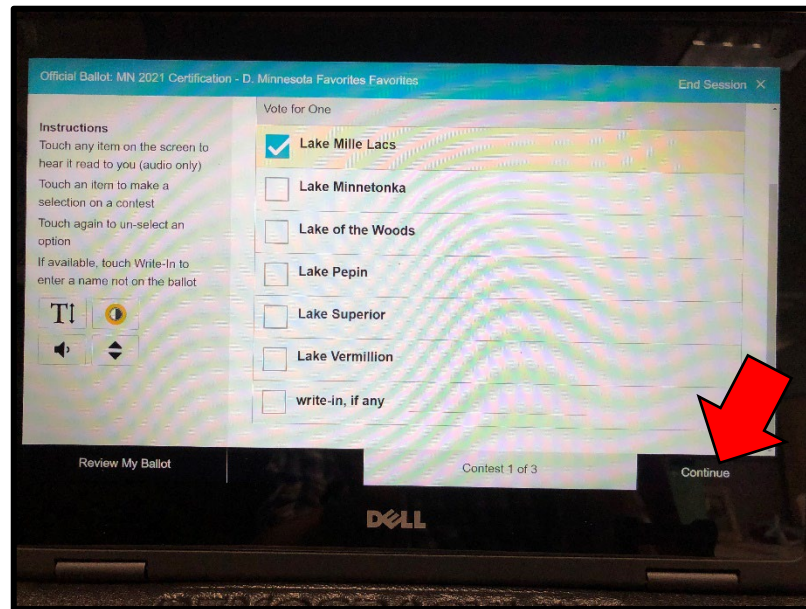 Official Ballot: MN 2021 Certification - D. Minnesota Favorites Favorites
End Session ×
Instructions
Touch any item on the screen to
hear it read to you (audio only)
Touch an item to make a
selection on a contest
Touch again to un-select an
option
If available, touch Write-In to
enter a name not on the ballot
T
Vote for One
Lake Mille Lacs
Lake Minnetonka
Lake of the Woods
Lake Pepin
Lake Superior
Lake Vermillion
write-in, if any
Review My Ballot
Contest 1 of 3
Continue
DELL